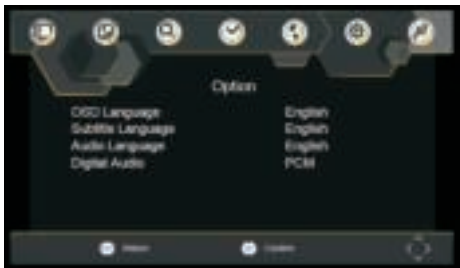 Option
OSD Language English
Subtitle Language English
Audio Language English
Digital Audio PCM